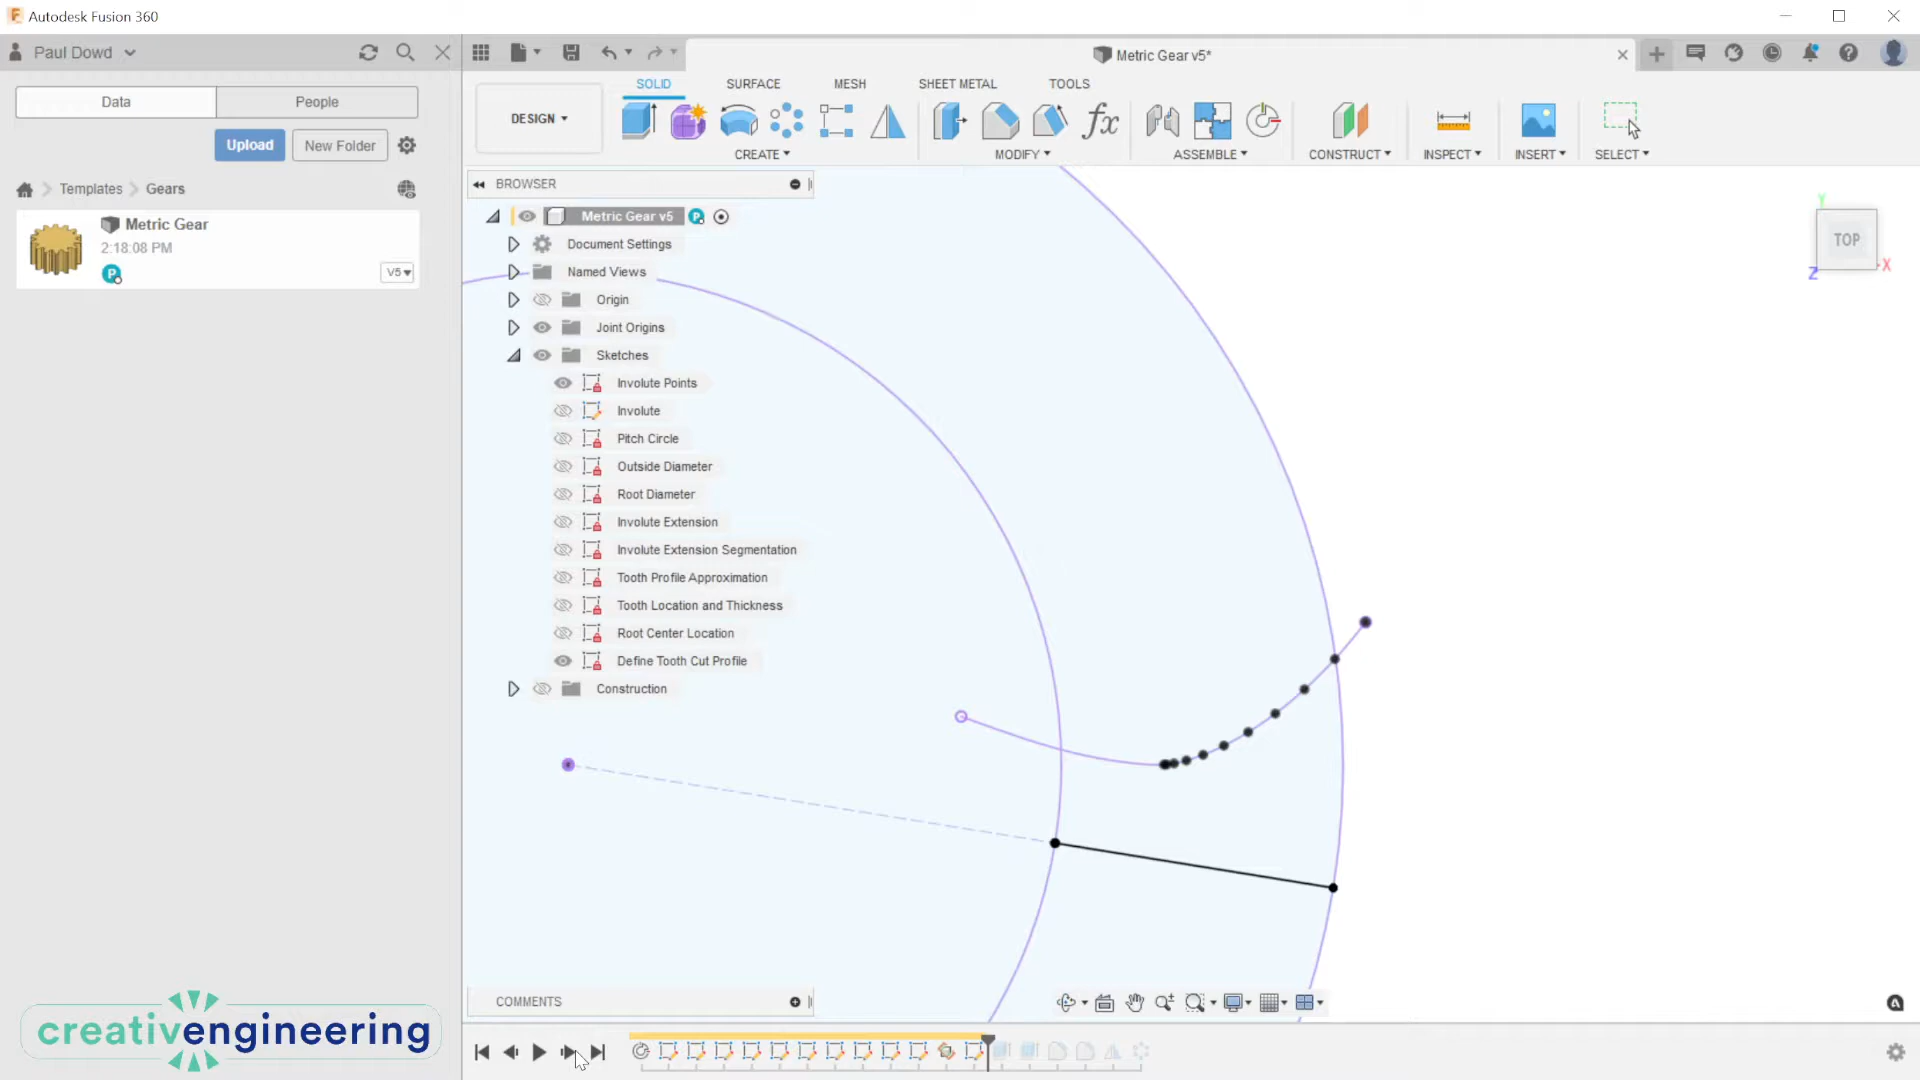 Autodesk Fusion 360
Paul Dowd
Metric Gear v5*
Data
People
Upload
New Folder
Templates
Gears
Metric Gear
2:18:08 PM
P
V5
DESIGN
SOLID
SURFACE
MESH
SHEET METAL
TOOLS
fx
CREATE
MODIFY
ASSEMBLE
CONSTRUCT
INSPECT
INSERT
SELECT
BROWSER
Metric Gear v5
P
Document Settings
Named Views
Origin
Joint Origins
Sketches
Involute Points
Involute
Pitch Circle
Outside Diameter
Root Diameter
Involute Extension
Involute Extension Segmentation
Tooth Profile Approximation
Tooth Location and Thickness
Root Center Location
Define Tooth Cut Profile
Construction
Y
TOP
X
Z
COMMENTS
creativengineering